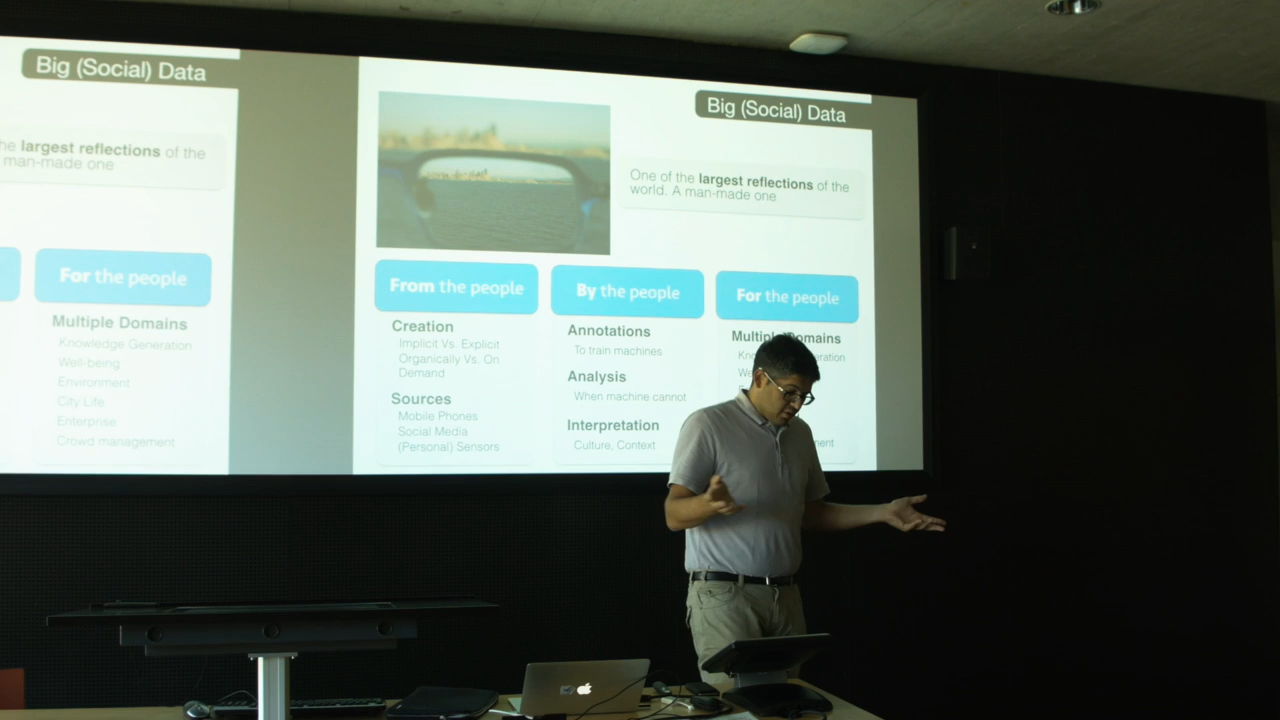 Big (Social) Data
largest reflections of the
man-made one
For the people
Multiple Domains
Knowledge Generation
Well-being
Environment
City Life
Enterprise
Crowd management
Big (Social) Data
One of the largest reflections of the
world. A man-made one
From the people
Creation
Implicit Vs. Explicit
Organically Vs. On
Demand
Sources
Mobile Phones
Social Media
(Personal) Sensors
By the people
Annotations
To train machines
Analysis
When machine cannot
Interpretation
Culture, Context
For the people
Multiple Domains